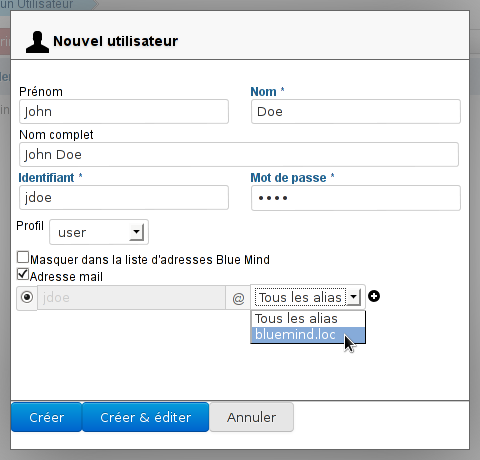 un Utilisateur
Nouvel utilisateur
Prénom Nom *
John Doe
Nom complet
John Doe
Identifiant * Mot de passe *
jdoe ••••
Profil user
Masquer dans la liste d'adresses Blue Mind
Adresse mail
jdoe @ Tous les alias
Tous les alias
bluemind.loc
Créer Créer & éditer Annuler